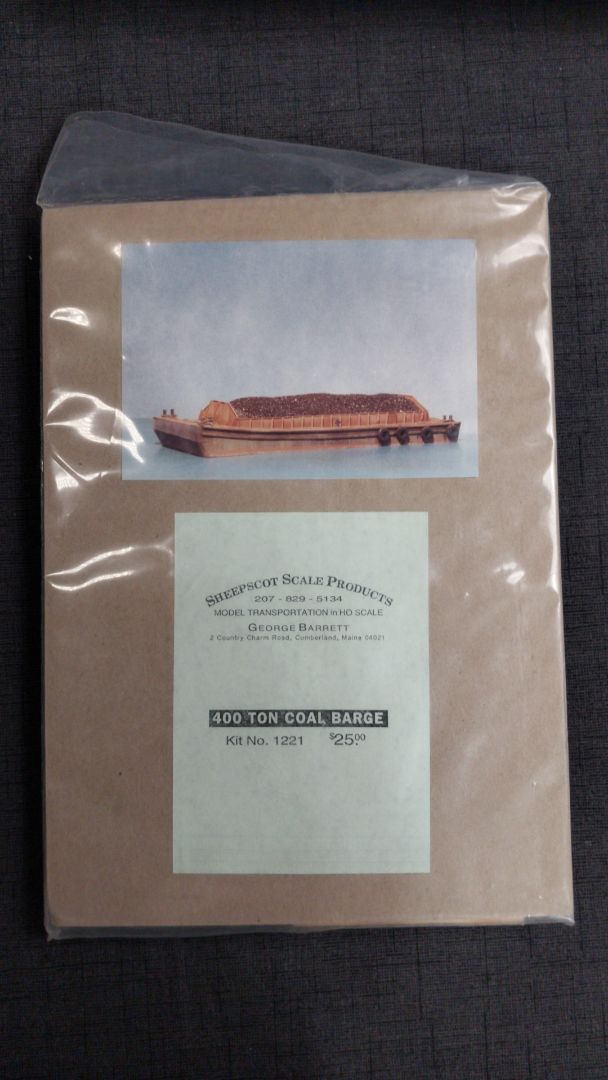 SHEEPSCOT SCALE PRODUCTS
207 - 829 - 5134
MODEL TRANSPORTATION in HO SCALE
GEORGE BARRETT
2 Country Charm Road, Cumberland, Maine 04021
400 TON COAL BARGE
Kit No. 1221 $25.00